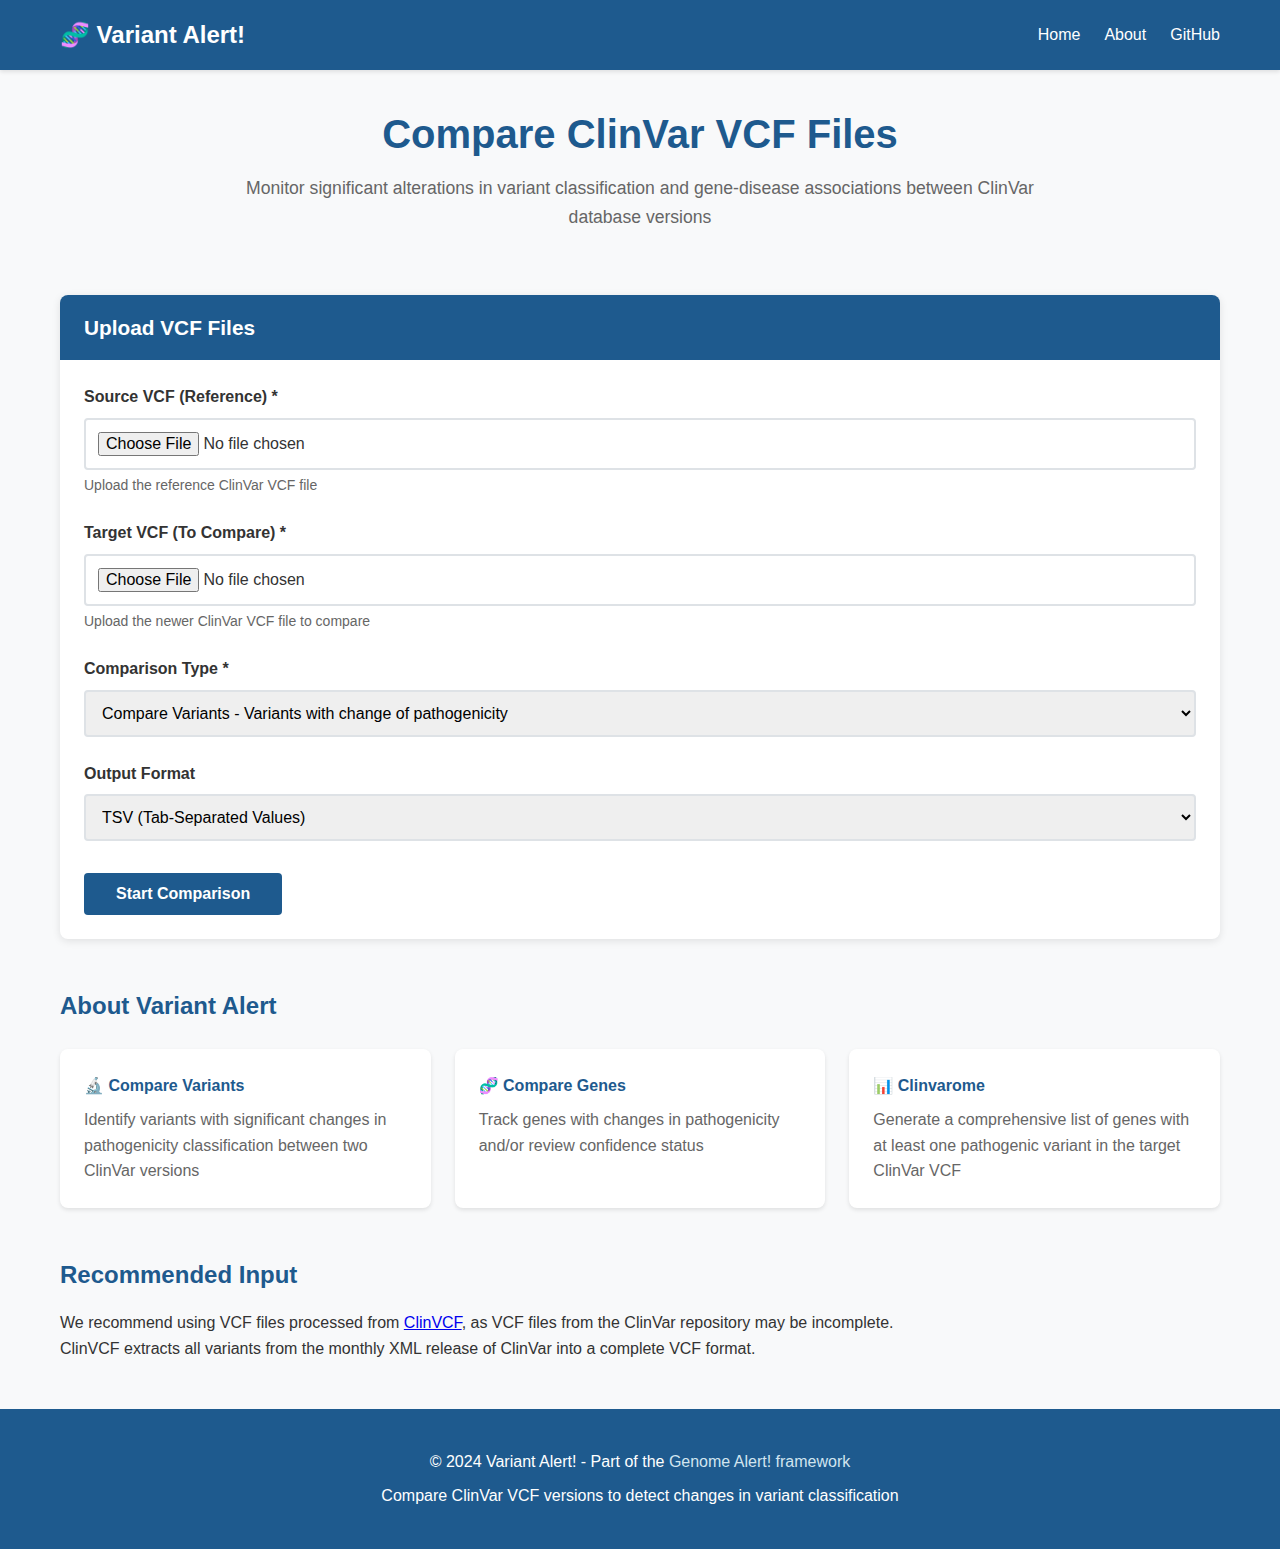 🧬 Variant Alert!
Home
About
GitHub
Compare ClinVar VCF Files
Monitor significant alterations in variant classification and gene-disease associations between ClinVar
database versions
Upload VCF Files
Source VCF (Reference) *
Choose File No file chosen
Upload the reference ClinVar VCF file
Target VCF (To Compare) *
Choose File No file chosen
Upload the newer ClinVar VCF file to compare
Comparison Type *
Compare Variants - Variants with change of pathogenicity
Output Format
TSV (Tab-Separated Values)
Start Comparison
About Variant Alert
🔬 Compare Variants
Identify variants with significant changes in
pathogenicity classification between two
ClinVar versions
🧬 Compare Genes
Track genes with changes in pathogenicity
and/or review confidence status
📊 Clinvarome
Generate a comprehensive list of genes with
at least one pathogenic variant in the target
ClinVar VCF
Recommended Input
We recommend using VCF files processed from ClinVCF, as VCF files from the ClinVar repository may be incomplete.
ClinVCF extracts all variants from the monthly XML release of ClinVar into a complete VCF format.
© 2024 Variant Alert! - Part of the Genome Alert! framework
Compare ClinVar VCF versions to detect changes in variant classification